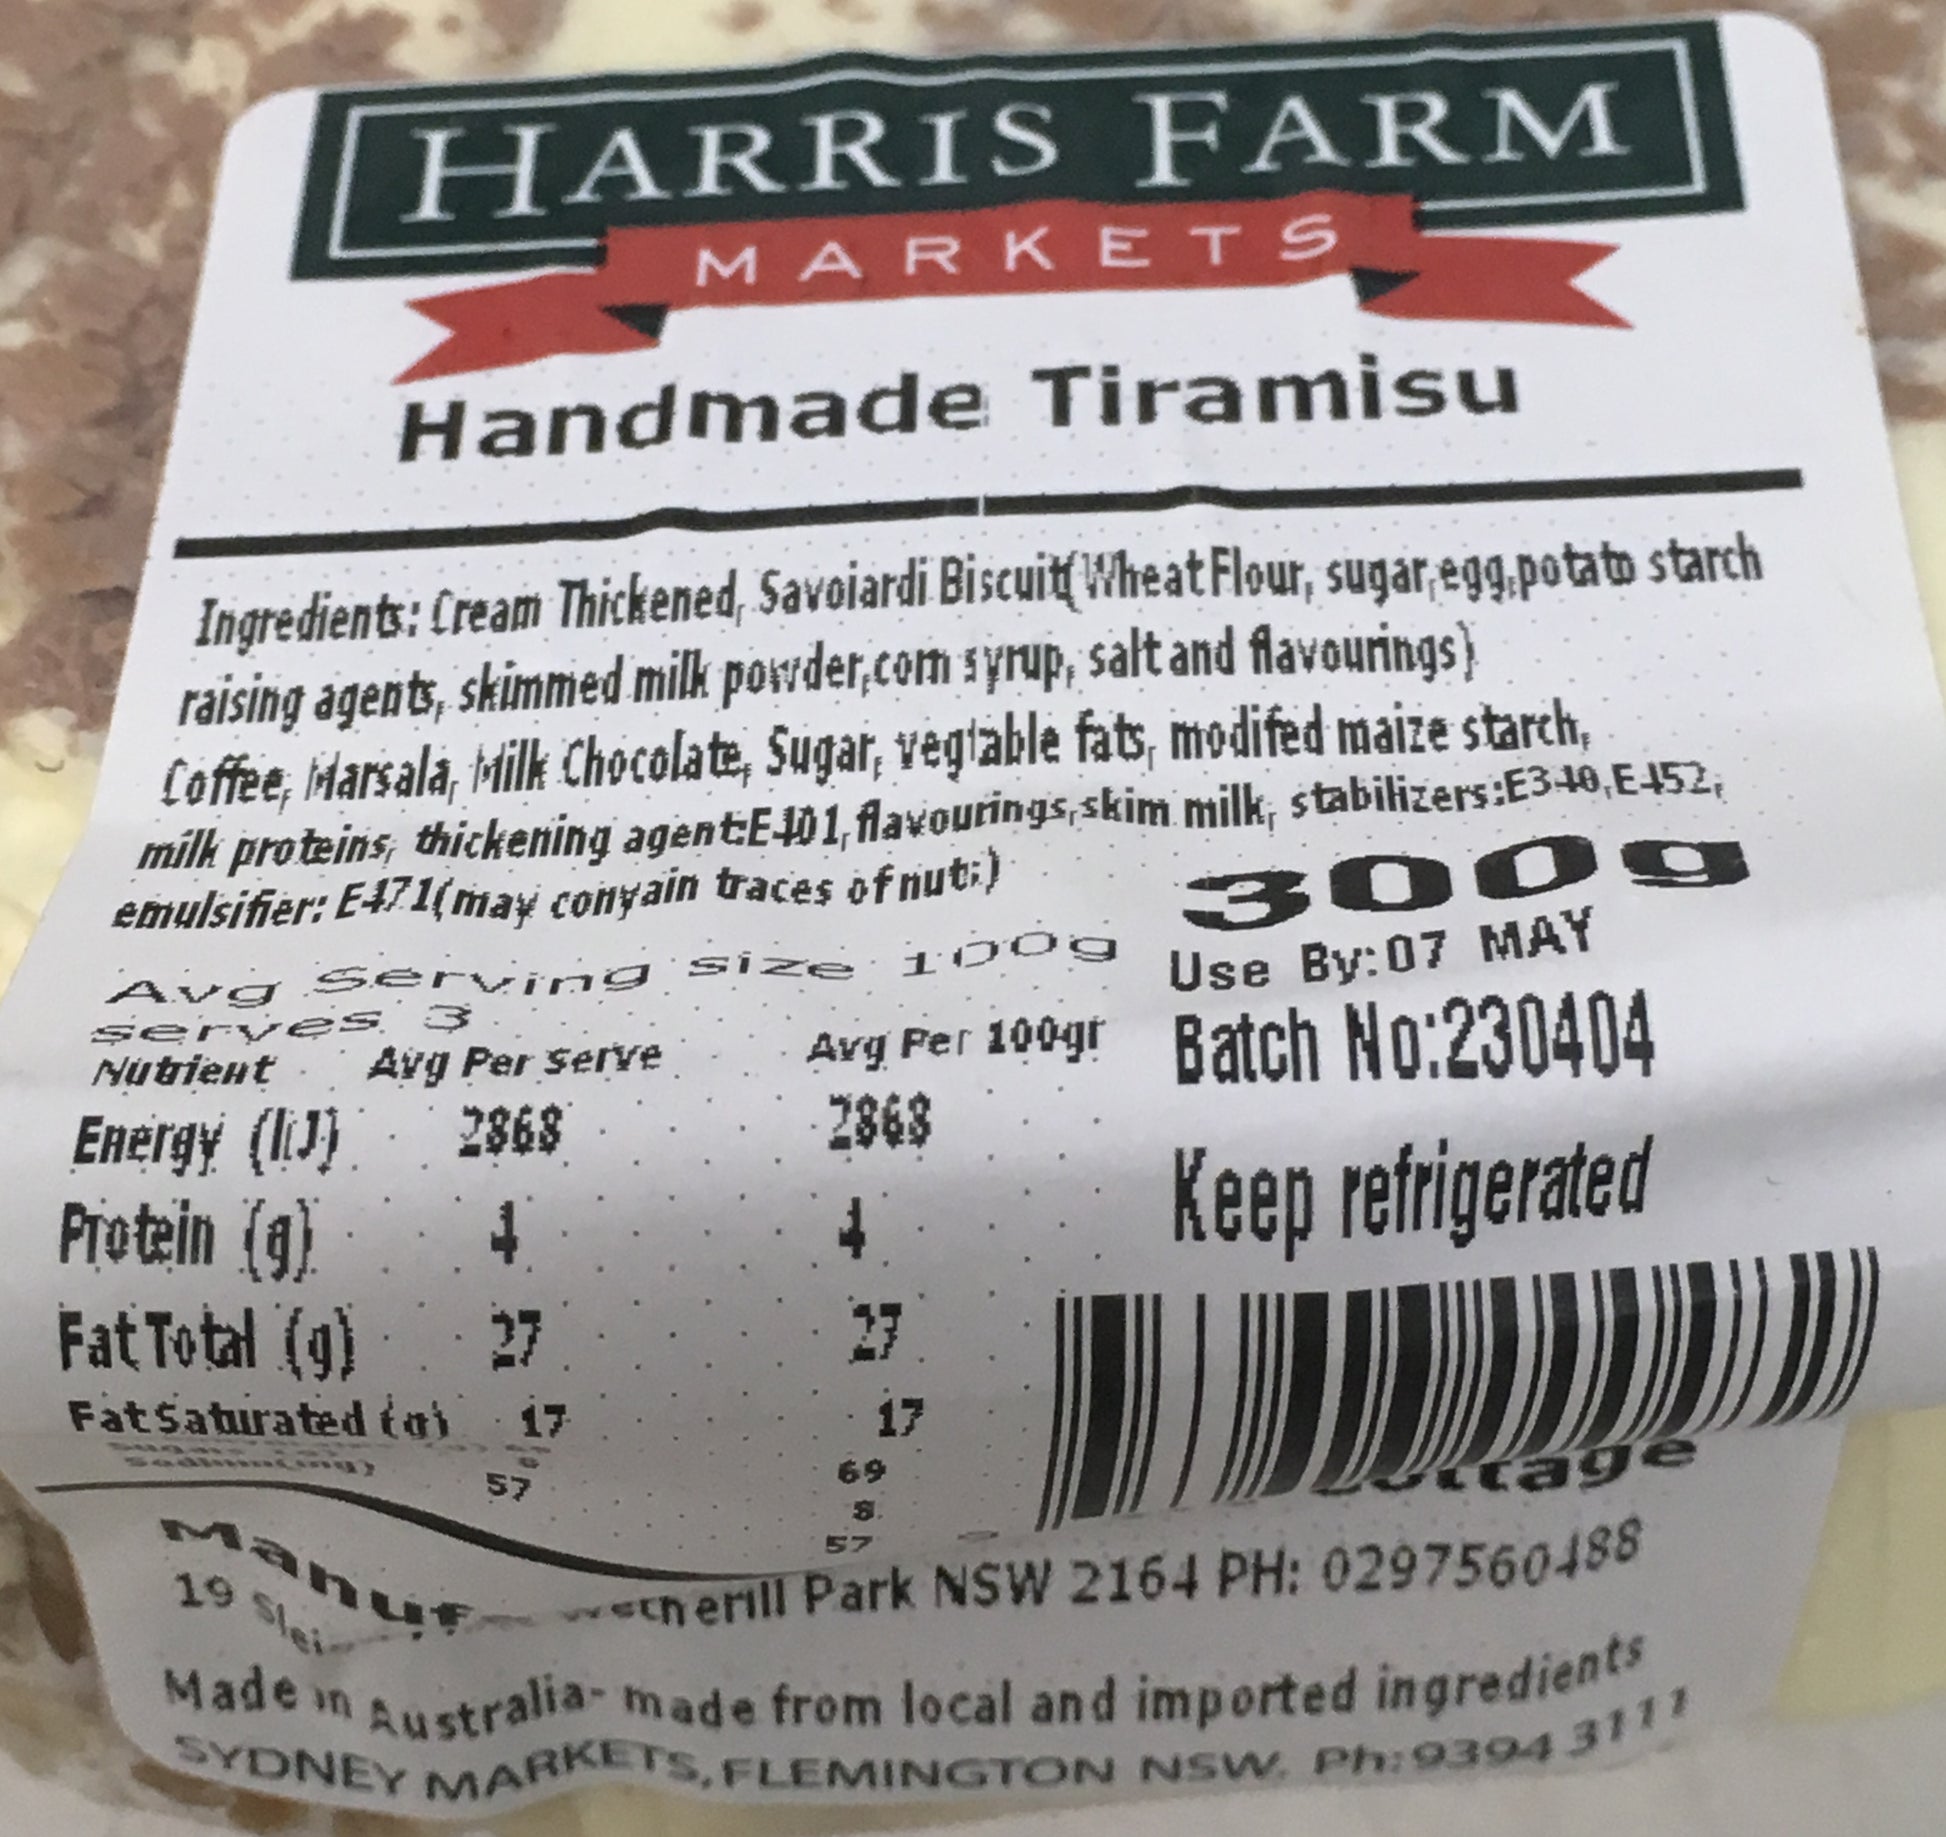 HARRIS FARM
MARKETS
Handmade Tiramisu
Ingredients: Cream Thickened, Savoiardi Biscuit(Wheat Flour, sugar,egg,potato starch
raising agents, skimmed milk powder,corn syrup, salt and flavourings)
Coffee, Marsala, Milk Chocolate, Sugar, vegtable fats, modifed maize starch,
milk proteins, thickening agent:E401, flavourings,skim milk, stabilizers:E340,E452,
emulsifier: E471(may conyain traces of nuts)
300g
Avg Serving size 100g
serves 3
Use By:07 MAY
Batch No:230404
Keep refrigerated
Nutrient Avg Per serve Avg Per 100gr
Energy (kJ) 2868 2868
Protein (g) 4 4
Fat Total (g) 27 27
Fat Saturated (g) 17 17
69
8
Sodium(mg) 57 57
19 Park NSW 2164 PH: 0297560488
Made in Australia- made from local and imported ingredients
SYDNEY MARKETS, FLEMINGTON NSW. Ph:9394 3111